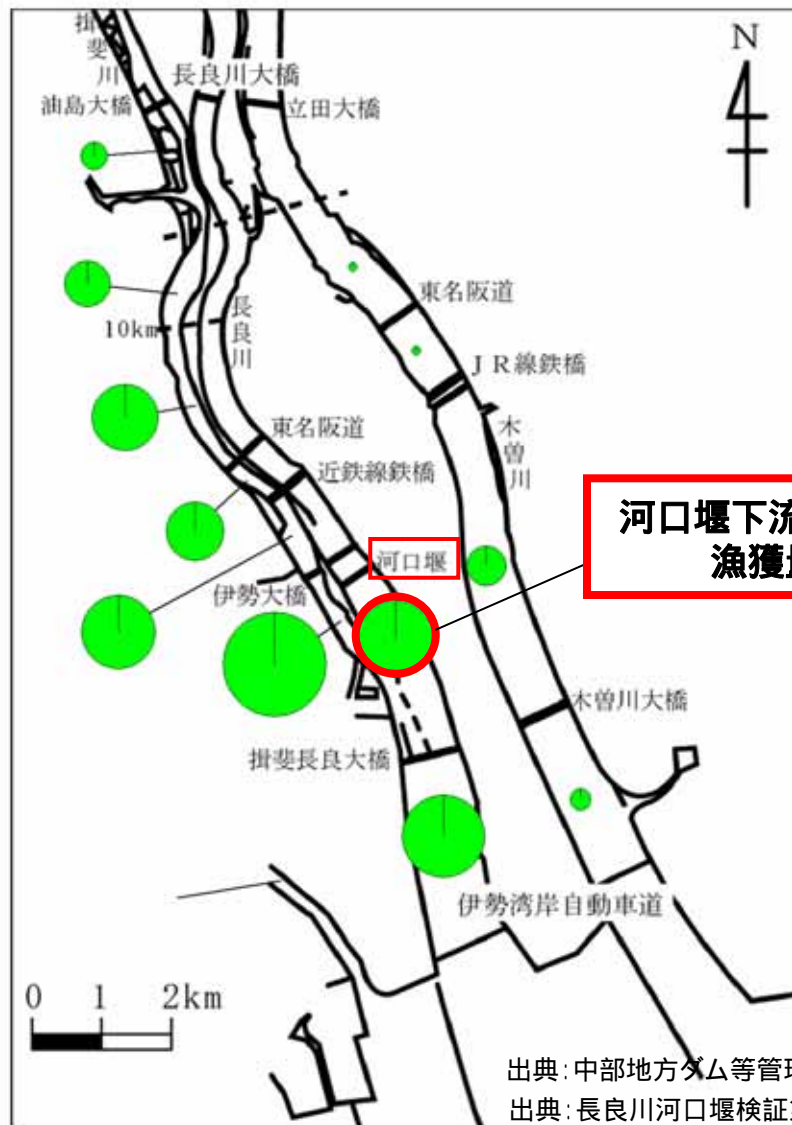 揖斐川
長良川大橋
油島大橋
立田大橋
N
東名阪道
長良川
10km
JR線鉄橋
東名阪道
木曽川
近鉄線鉄橋
河口堰下流
漁獲量
河口堰
伊勢大橋
木曽川大橋
揖斐長良大橋
伊勢湾岸自動車道
0 1 2km
出典:中部地方ダム等管理
出典:長良川河口堰検証